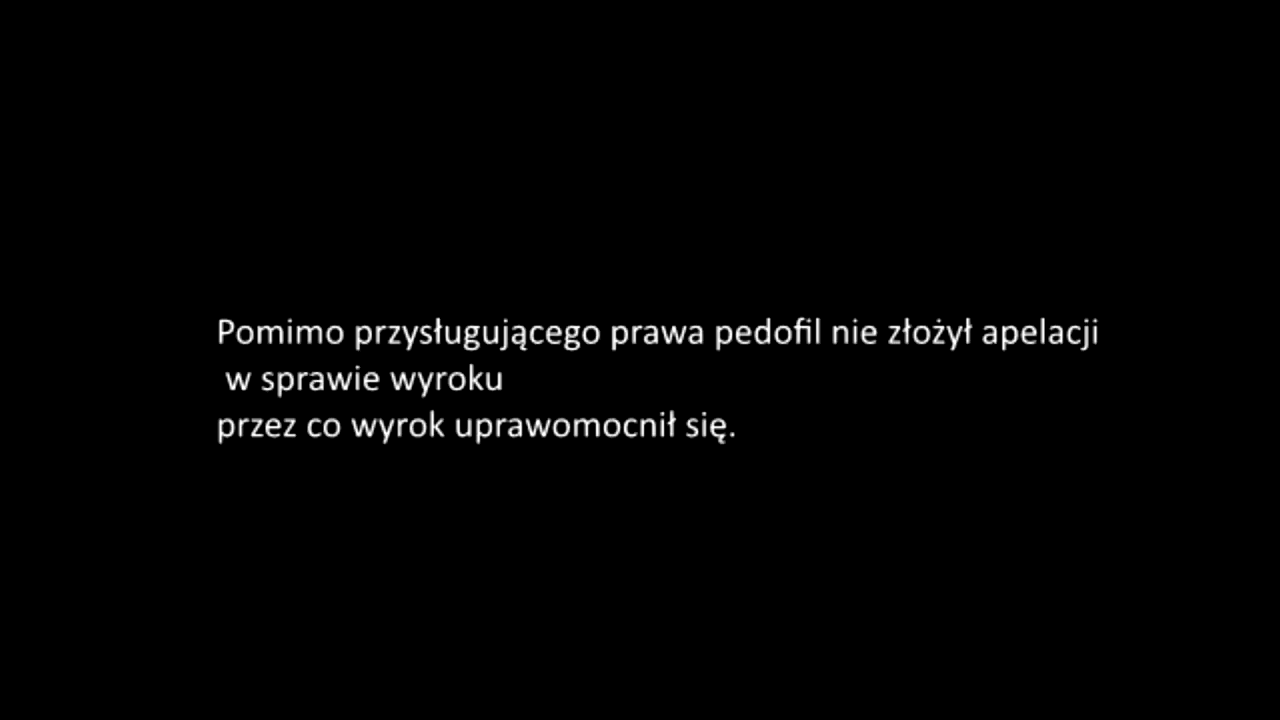 Pomimo przysługującego prawa pedofil nie złożył apelacji
w sprawie wyroku
przez co wyrok uprawomocnił się.